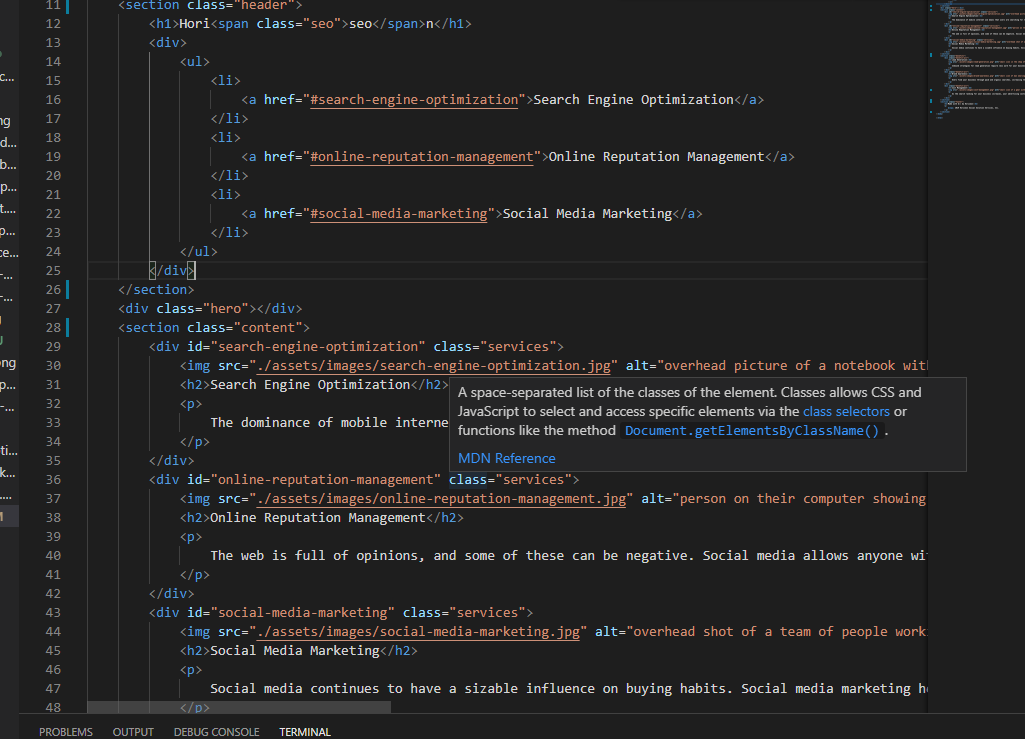 11 <section class="header">
12 <h1>Hori<span class="seo">seo</span>n</h1>
13 <div>
14 <ul>
15 <li>
16 <a href="#search-engine-optimization">Search Engine Optimization</a>
17 </li>
18 <li>
19 <a href="#online-reputation-management">Online Reputation Management</a>
20 </li>
21 <li>
22 <a href="#social-media-marketing">Social Media Marketing</a>
23 </li>
24 </ul>
25 </div>
26 </section>
27 <div class="hero"></div>
28 <section class="content">
29 <div id="search-engine-optimization" class="services">
30 <img src="./assets/images/search-engine-optimization.jpg" alt="overhead picture of a notebook with
31 <h2>Search Engine Optimization</h2>
32 <p>
33 The dominance of mobile interne
34 </p>
35 </div>
A space-separated list of the classes of the element. Classes allows CSS and
JavaScript to select and access specific elements via the class selectors or
functions like the method Document.getElementsByClassName() .
MDN Reference
36 <div id="online-reputation-management" class="services">
37 <img src="./assets/images/online-reputation-management.jpg" alt="person on their computer showing
38 <h2>Online Reputation Management</h2>
39 <p>
40 The web is full of opinions, and some of these can be negative. Social media allows anyone wi
41 </p>
42 </div>
43 <div id="social-media-marketing" class="services">
44 <img src="./assets/images/social-media-marketing.jpg" alt="overhead shot of a team of people work
45 <h2>Social Media Marketing</h2>
46 <p>
47 Social media continues to have a sizable influence on buying habits. Social media marketing he
48 </p>
PROBLEMS OUTPUT DEBUG CONSOLE TERMINAL